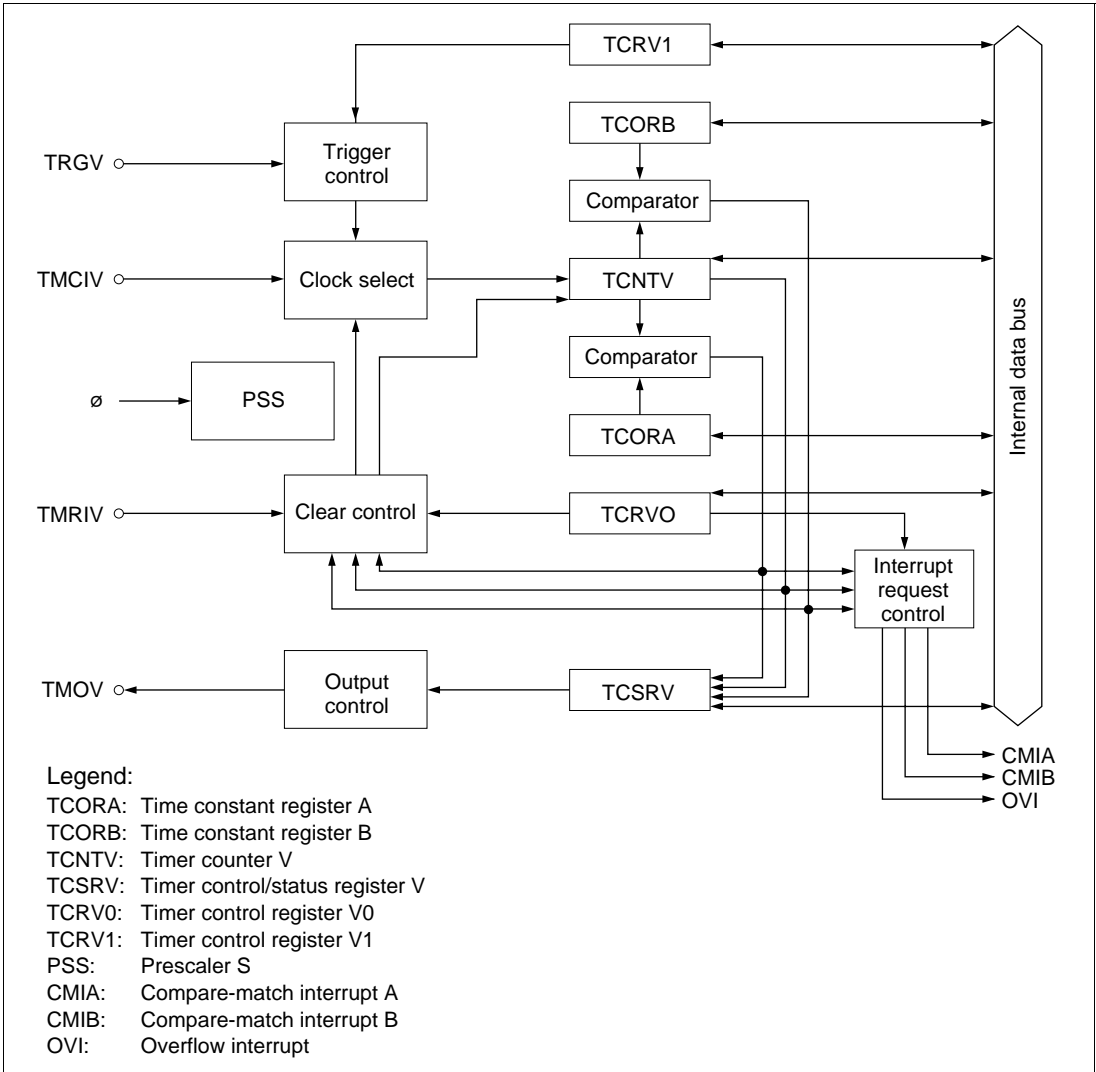 TCRV1
TCORB
TRGV
Trigger
control
Comparator
TMCIV
Clock select
TCNTV
Comparator
ø
PSS
TCORA
Internal data bus
TMRIV
Clear control
TCRVO
Interrupt
request
control
TMOV
Output
control
TCSRV
CMIA
CMIB
OVI
Legend:
TCORA: Time constant register A
TCORB: Time constant register B
TCNTV: Timer counter V
TCSRV: Timer control/status register V
TCRV0: Timer control register V0
TCRV1: Timer control register V1
PSS: Prescaler S
CMIA: Compare-match interrupt A
CMIB: Compare-match interrupt B
OVI: Overflow interrupt